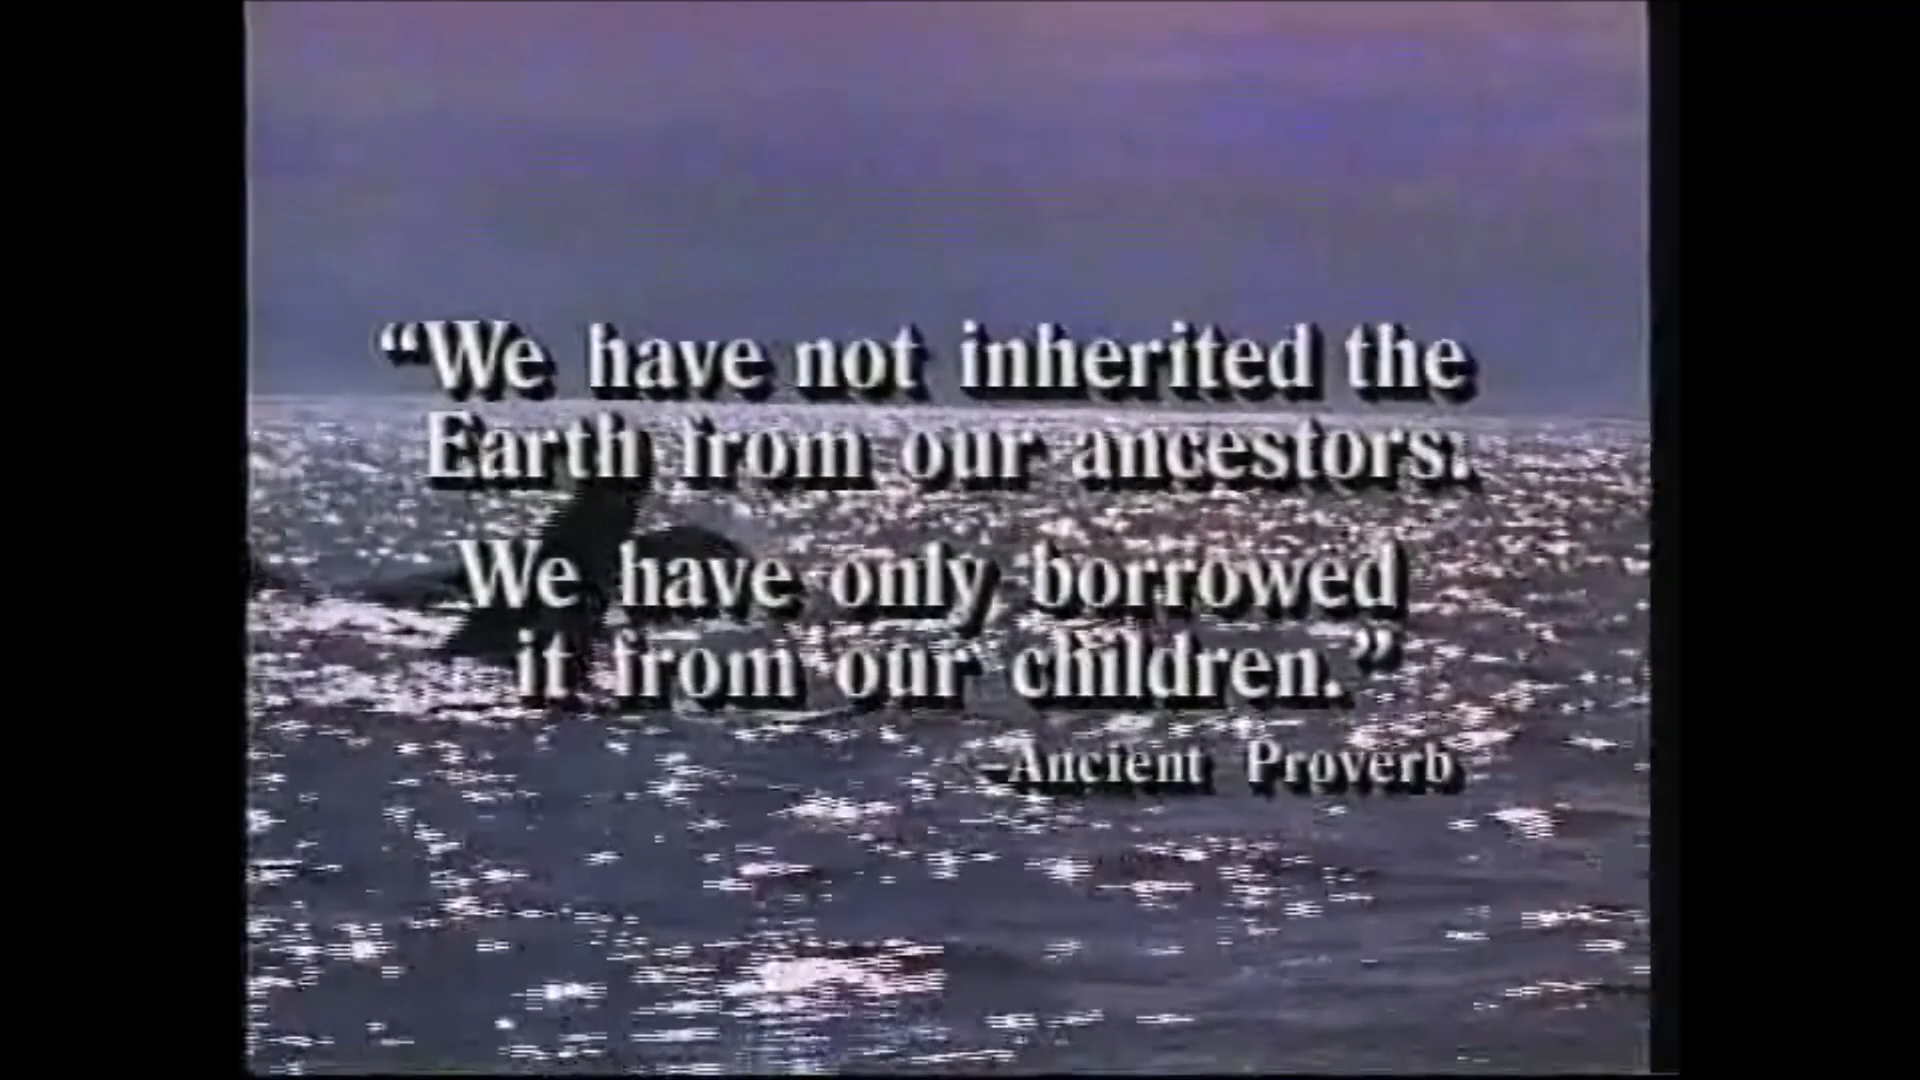 “We have not inherited the
Earth from our ancestors.
We have only borrowed
it from our children.”
-Ancient Proverb